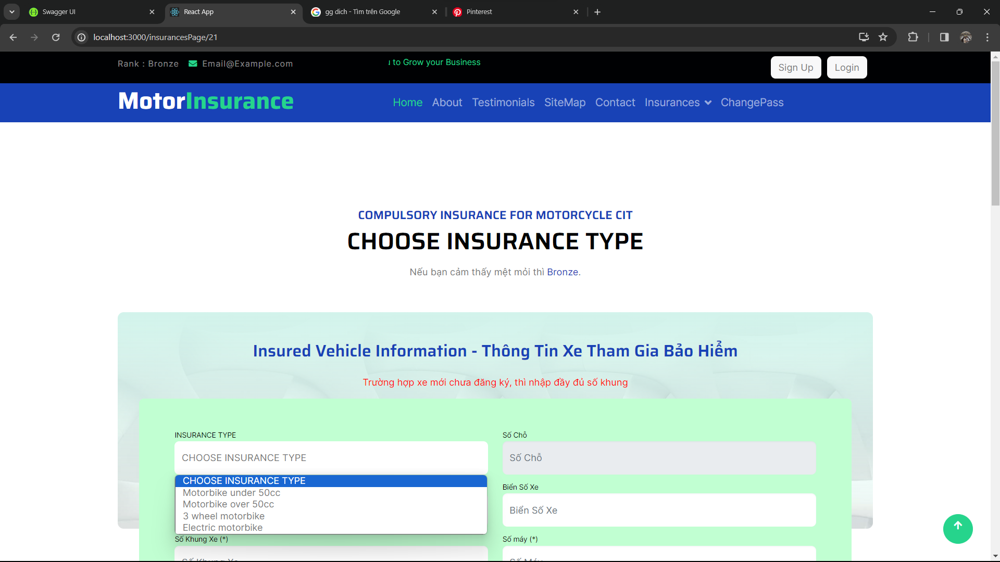 Swagger UI
React App
gg dich - Tìm trên Google
Pinterest
localhost:3000/insurancesPage/21
Rank : Bronze Email@Example.com
to Grow your Business
Sign Up
Login
MotorInsurance
Home About Testimonials SiteMap Contact Insurances ChangePass
COMPULSORY INSURANCE FOR MOTORCYCLE CIT
CHOOSE INSURANCE TYPE
Nếu bạn cảm thấy mệt mỏi thì Bronze.
Insured Vehicle Information - Thông Tin Xe Tham Gia Bảo Hiểm
Trường hợp xe mới chưa đăng ký, thì nhập đầy đủ số khung
INSURANCE TYPE
Số Chỗ
CHOOSE INSURANCE TYPE
Số Chỗ
CHOOSE INSURANCE TYPE
Motorbike under 50cc
Motorbike over 50cc
3 wheel motorbike
Electric motorbike
Biển Số Xe
Biển Số Xe
Số Khung Xe (*)
Số máy (*)
Số Khung Xe
Số Máy